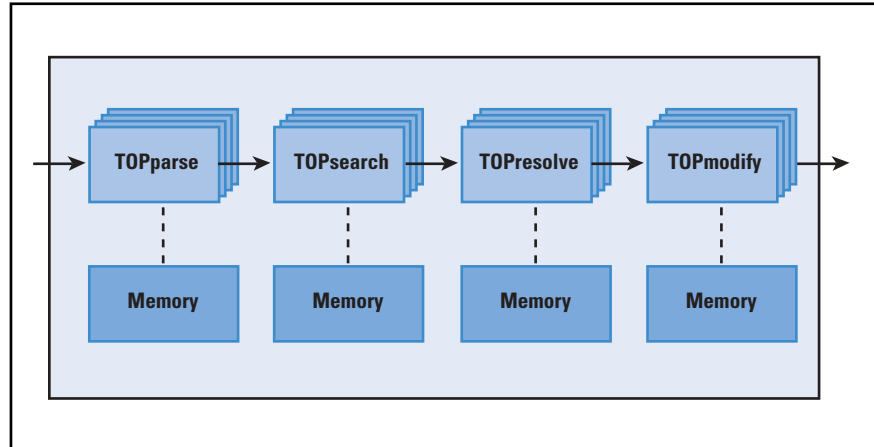 TOPparse
TOPsearch
TOPresolve
TOPmodify
Memory
Memory
Memory
Memory